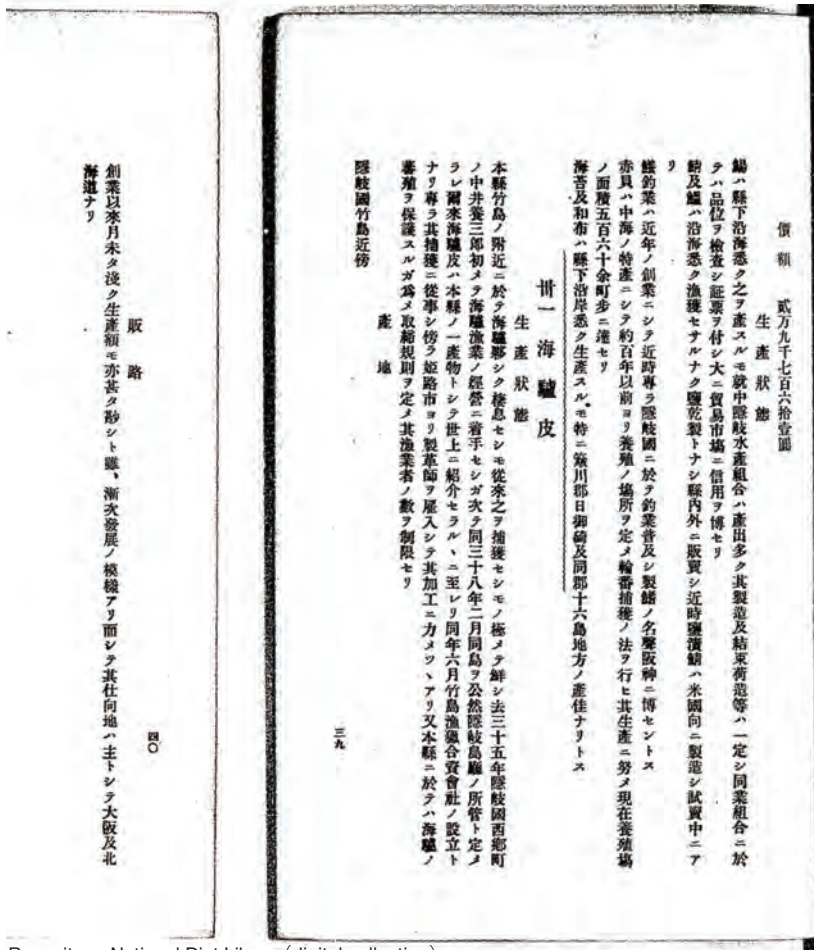 價額　貳万九千七百六拾壹圓
生產狀態
鯣ハ縣下沿海悉ク之ヲ產スルモ就中隱岐水產組合ハ產出多ク其製造及結束荷造等ハ一定シ同業組合ニ於
テハ品位ヲ檢查シ証票ヲ付シ大ニ貿易市塲ニ信用ヲ博セリ
鯖及鰮ハ沿海悉ク漁獲セサルナク鹽乾製トナシ縣內外ニ販賣シ近時鹽漬鯖ハ米國向ニ製造シ試賣中ニア
リ
鱶釣業ハ近年ノ創業ニシテ近時專ラ隱岐國ニ於テ釣業普及シ製鰭ノ名聲阪神ニ博セントス
赤貝ハ中海ノ特產ニシテ約百年以前ヨリ養殖ノ塲所ヲ定メ輪番捕獲ノ法ヲ行ヒ其生產ニ努メ現在養殖塲
ノ面積五百六十余町步ニ達セリ
海苔及和布ハ縣下沿岸悉ク生產スルモ特ニ簸川郡日御碕及同郡十六島地方ノ產佳ナリトス
卅一　海驢皮
生產狀態
本縣竹島ノ附近ニ於テ海驢夥シク棲息セシモ從來之ヲ捕獲セシモノ極メテ鮮シ去三十五年隱岐國西鄕町
ノ中井養三郎初メテ海驢漁業ノ經營ニ着手セシガ次テ同三十八年二月同島ヲ公然隱岐島廳ノ所管ト定メ
ラレ爾來海驢皮ハ本縣ノ一產物トシテ世上ニ紹介セラルヽニ至レリ同年六月竹島漁獵合資會社ノ設立ト
ナリ專ラ其捕獲ニ從事シ傍ラ姬路市ヨリ製革師ヲ雇入シテ其加工ニ力メツヽアリ又本縣ニ於テハ海驢ノ
蕃殖ヲ保護スルガ爲メ取締規則ヲ定メ其漁業者ノ數ヲ制限セリ
產地
隱岐國竹島近傍
三九
販路
創業以來月未タ淺ク生產額モ亦甚タ尠シト雖、漸次發展ノ模樣アリ而シテ其仕向地ハ主トシテ大阪及北
海道ナリ
四〇